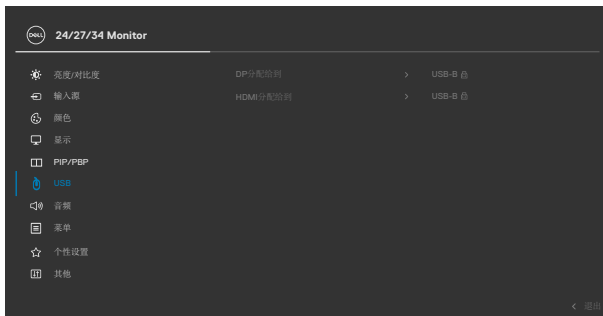 DELL
24/27/34 Monitor
亮度/对比度
DP分配给到 > USB-B
输入源
HDMI分配给到 > USB-B
颜色
显示
PIP/PBP
USB
音频
菜单
个性设置
其他
< 退出